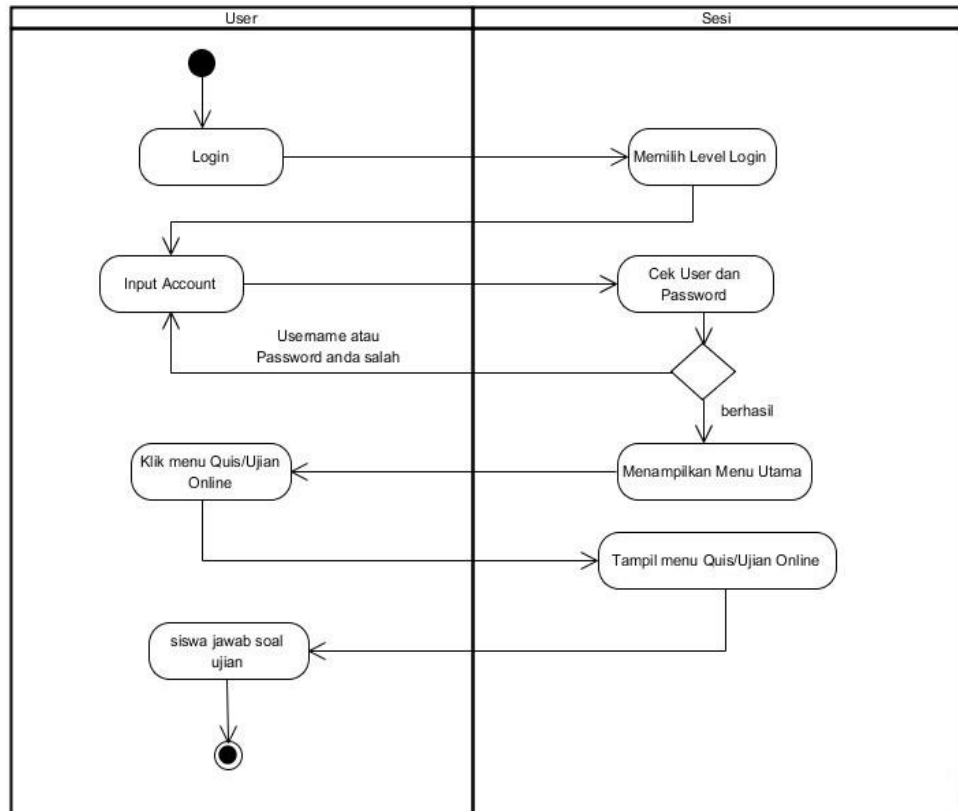 User
Sesi
Login
Memilih Level Login
Input Account
Cek User dan
Password
Username atau
Password anda salah
berhasil
Klik menu Quis/Ujian
Online
Menampilkan Menu Utama
Tampil menu Quis/Ujian Online
siswa jawab soal
ujian